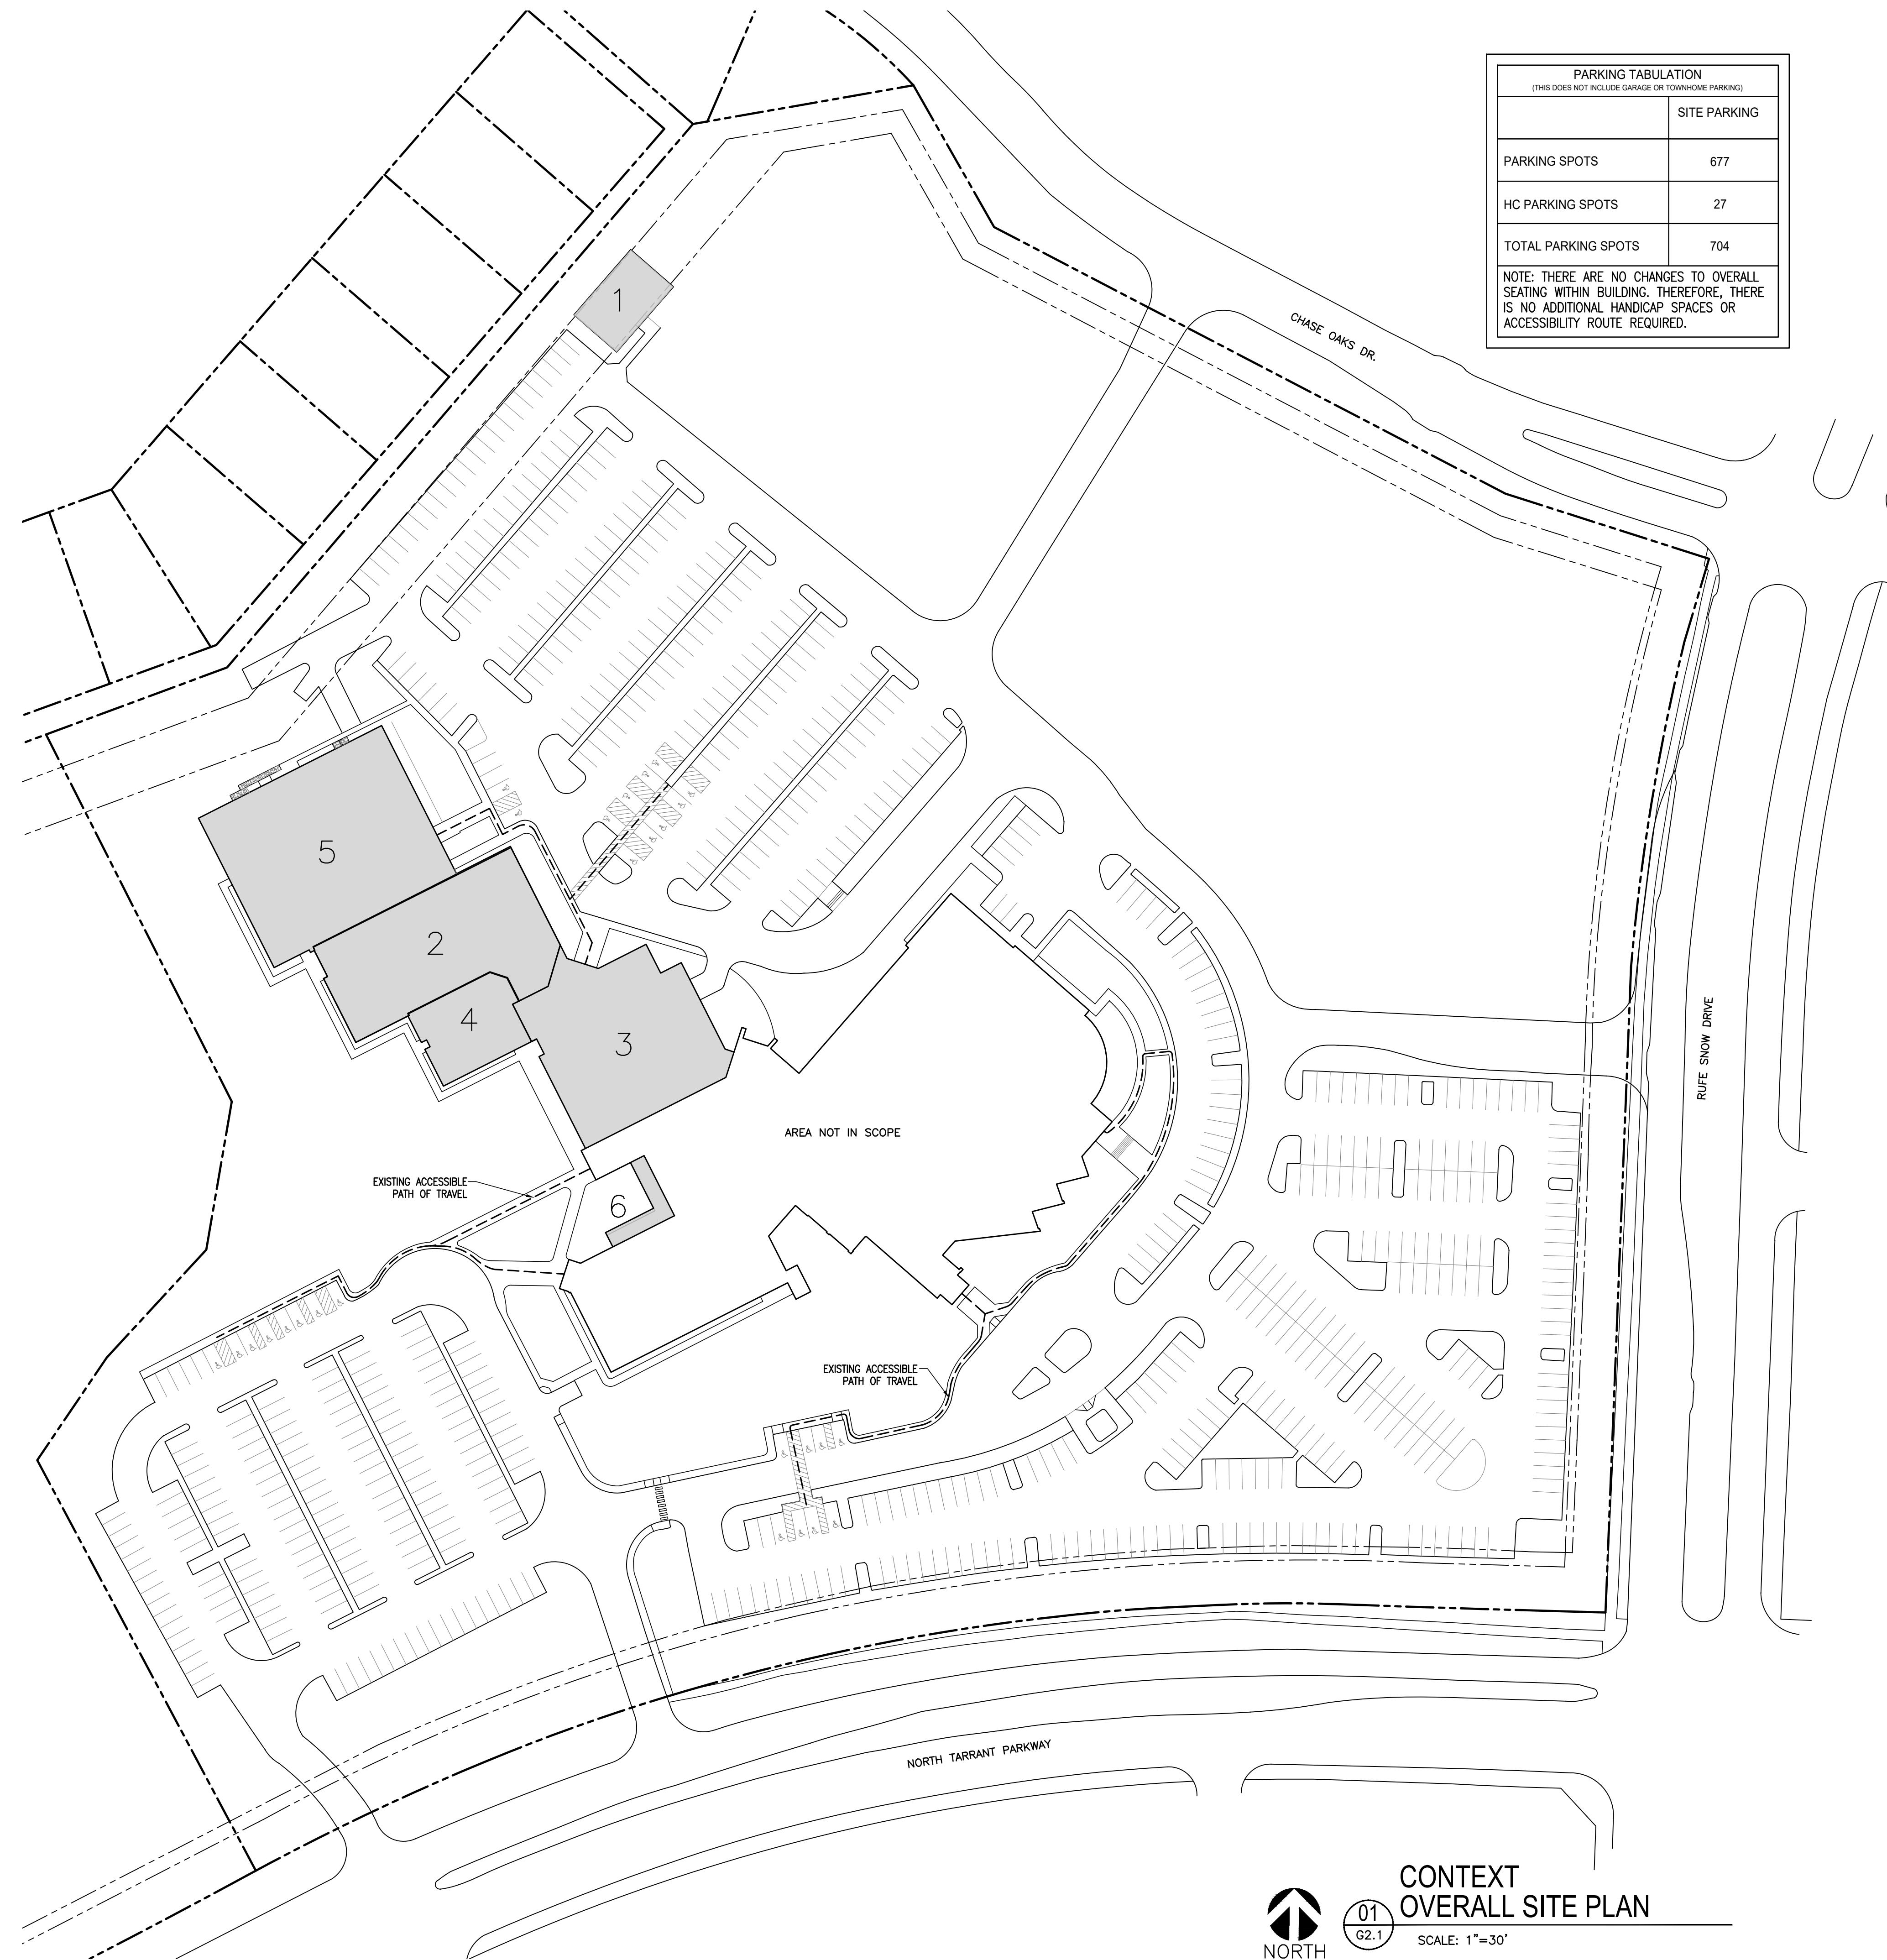 PARKING TABULATION
(THIS DOES NOT INCLUDE GARAGE OR TOWNHOME PARKING)
SITE PARKING
PARKING SPOTS 677
HC PARKING SPOTS 27
TOTAL PARKING SPOTS 704
NOTE: THERE ARE NO CHANGES TO OVERALL
SEATING WITHIN BUILDING. THEREFORE, THERE
IS NO ADDITIONAL HANDICAP SPACES OR
ACCESSIBILITY ROUTE REQUIRED.
1
CHASE OAKS DR.
5
2
4
3
RUFE SNOW DRIVE
AREA NOT IN SCOPE
EXISTING ACCESSIBLE
PATH OF TRAVEL
6
EXISTING ACCESSIBLE
PATH OF TRAVEL
NORTH TARRANT PARKWAY
NORTH
01
G2.1
CONTEXT
OVERALL SITE PLAN
SCALE: 1"=30'